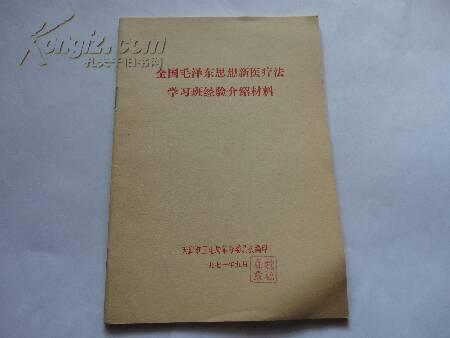 Kongfz.com
孔夫子旧书网
全国毛泽东思想新医疗法
学习班经验介绍材料
一九七一年九月